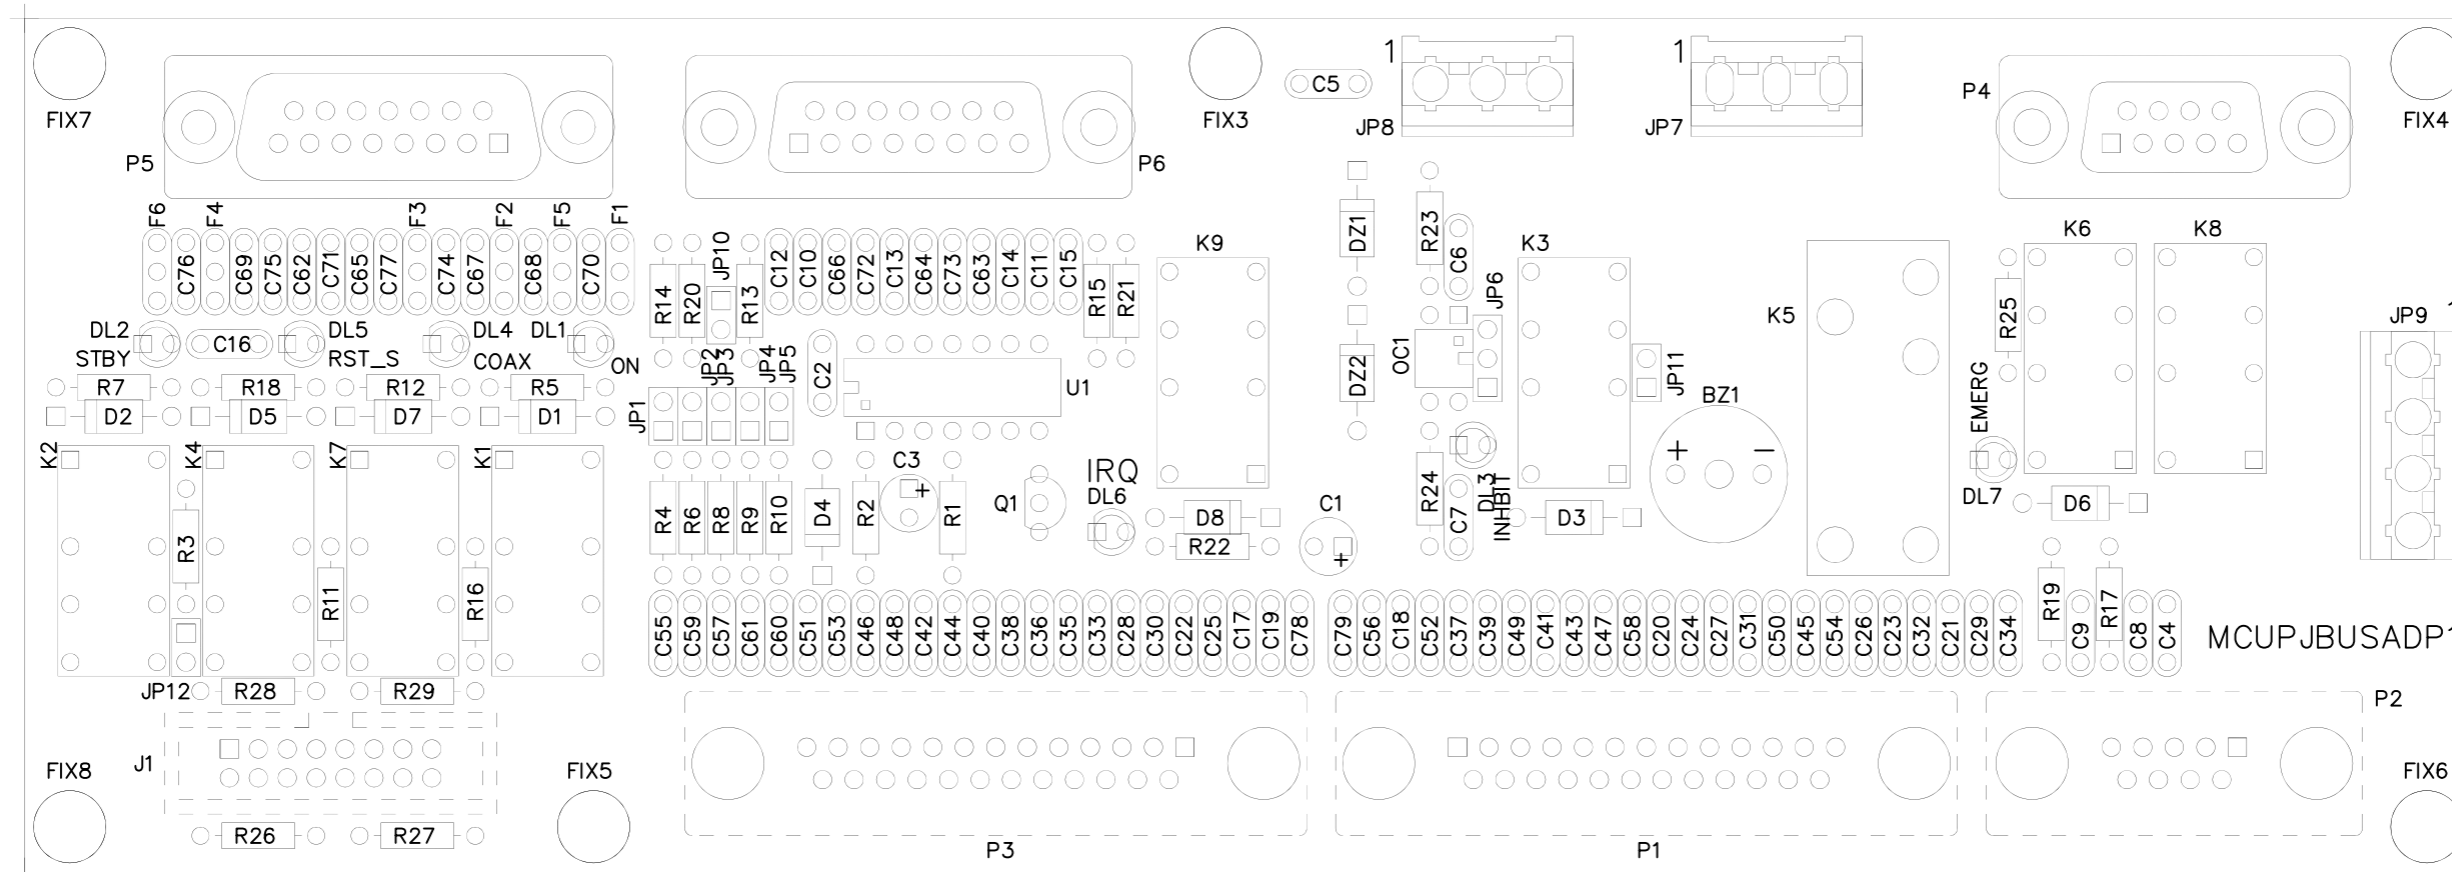 1
1
FIX7
FIX3
C5
P4
FIX4
JP8
JP7
P5
P6
F6
F4
F3
F2
F5
F1
C76
C69
C75
C62
C71
C65
C77
C74
C67
C68
C70
R14
R20
JP10
R13
C12
C10
C66
C72
C13
C64
C73
C63
C14
C11
C15
R15
R21
K9
DZ1
R23
C6
JP6
K3
K5
K6
K8
R25
JP9
DL2
STBY
C16
DL5
RST_S
DL4
COAX
DL1
ON
JP2
JP3
JP4
JP5
C2
U1
DZ2
OC1
JP11
BZ1
+
−
EMERG
R7
R18
R12
R5
D2
D5
D7
D1
JP1
K2
K4
K7
K1
C3
+
IRQ
DL6
Q1
R24
DL3
INHBIT
C7
DL7
D6
R3
R4
R6
R8
R9
R10
D4
R2
R1
D8
R22
C1
+
D3
R11
R16
C55
C59
C57
C61
C60
C51
C53
C46
C48
C42
C44
C40
C38
C36
C35
C33
C28
C30
C22
C25
C17
C19
C78
C79
C56
C18
C52
C37
C39
C49
C41
C43
C47
C58
C20
C24
C27
C31
C50
C45
C54
C26
C23
C32
C21
C29
C34
R19
C9
R17
C8
C4
MCUPJBUSADP1
JP12
R28
R29
P2
J1
FIX8
FIX5
FIX6
R26
R27
P3
P1